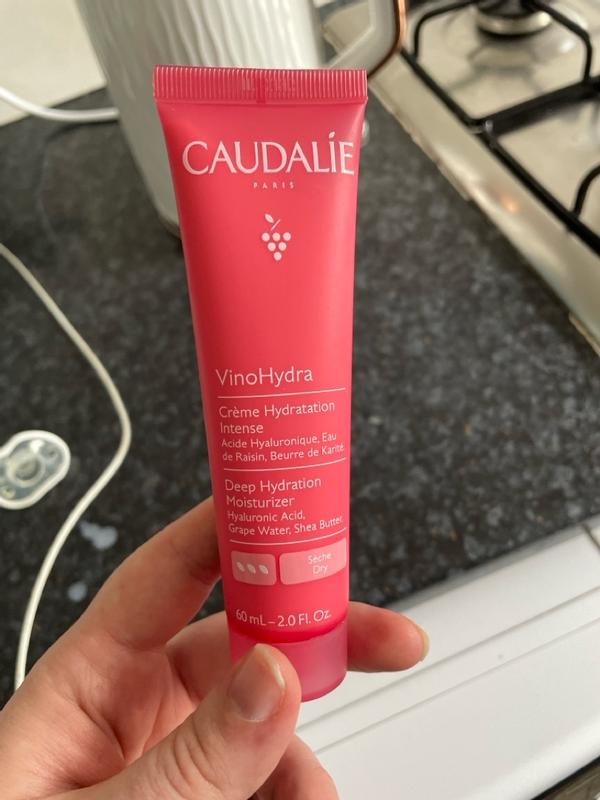 CAUDALÍE
PARIS
VinoHydra
Crème Hydratation
Intense
Acide Hyaluronique, Eau
de Raisin, Beurre de Karité
Deep Hydration
Moisturizer
Hyaluronic Acid,
Grape Water, Shea Butter
Sèche
Dry
60 mL – 2.0 Fl. Oz.